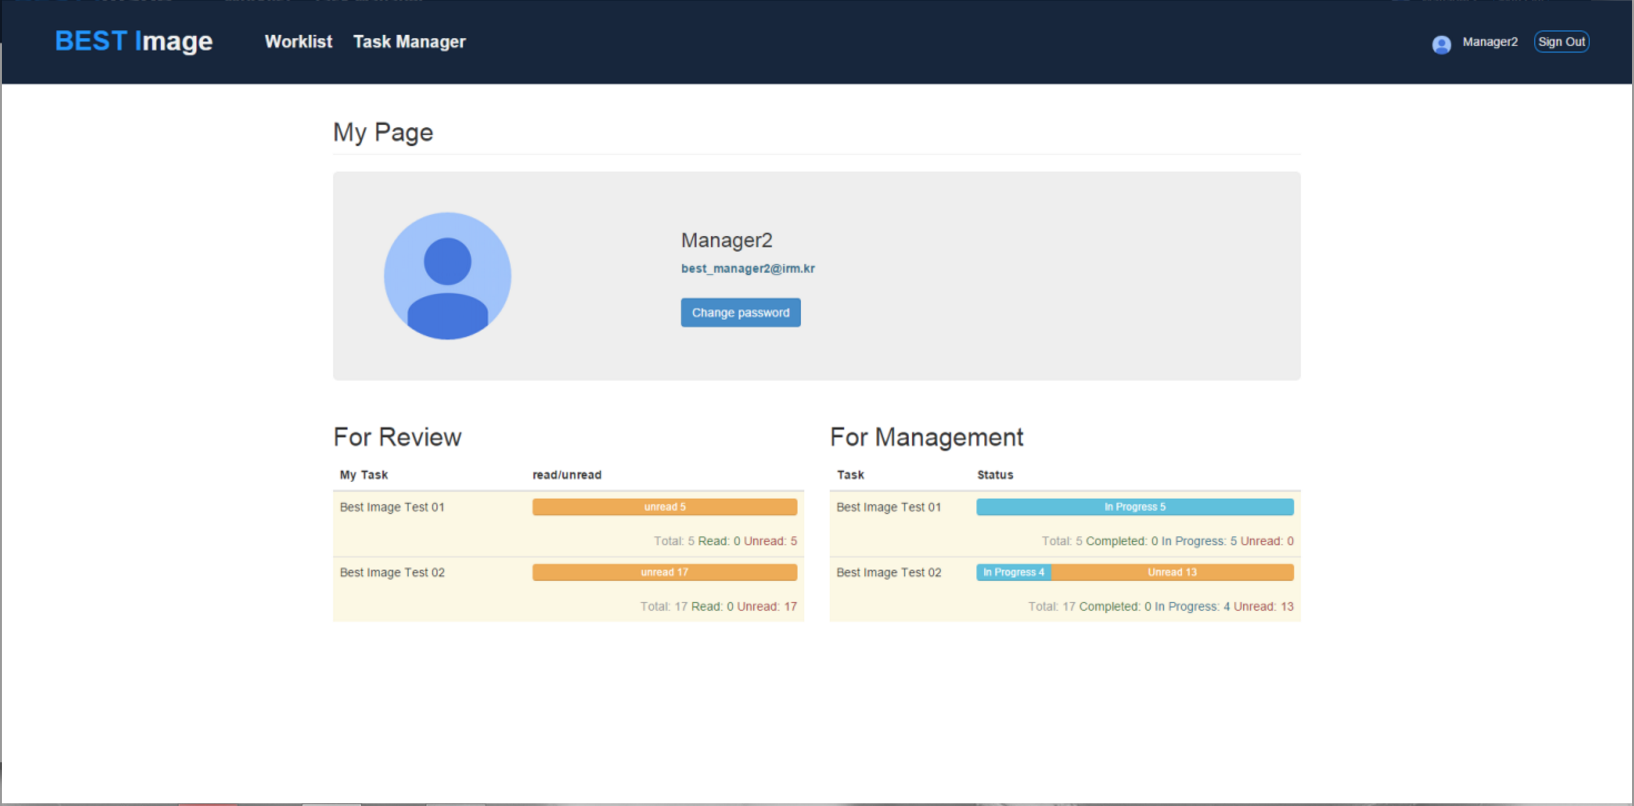 BEST Image Worklist Task Manager Manager2 Sign Out
My Page
Manager2
best_manager2@irm.kr
Change password
For Review
My Task read/unread
Best Image Test 01 unread 5
Total: 5 Read: 0 Unread: 5
Best Image Test 02 unread 17
Total: 17 Read: 0 Unread: 17
For Management
Task Status
Best Image Test 01 In Progress 5
Total: 5 Completed: 0 In Progress: 5 Unread: 0
Best Image Test 02 In Progress 4 Unread 13
Total: 17 Completed: 0 In Progress: 4 Unread: 13